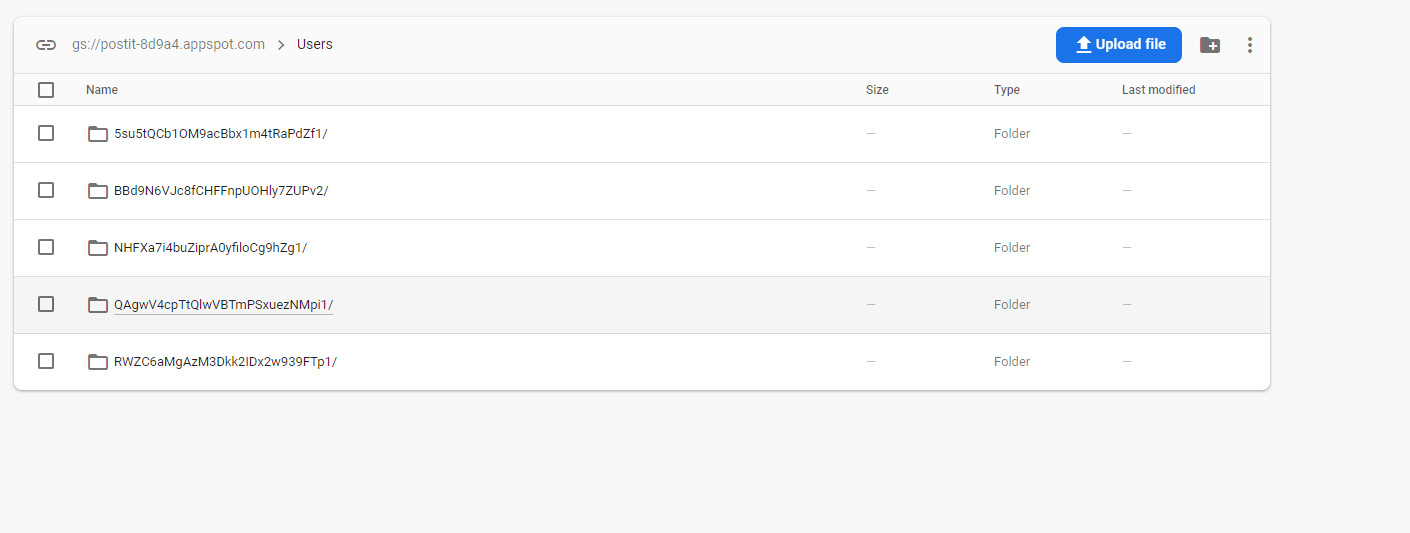 gs://postit-8d9a4.appspot.com > Users Upload file
Name Size Type Last modified
5su5tQCb1OM9acBbx1m4tRaPdZf1/ — Folder —
BBd9N6VJc8fCHFFnpUOHly7ZUPv2/ — Folder —
NHFXa7i4buZiprA0yfiloCg9hZg1/ — Folder —
QAgwV4cpTtQlwVBTmPSxuezNMpi1/ — Folder —
RWZC6aMgAzM3Dkk2IDx2w939FTp1/ — Folder —